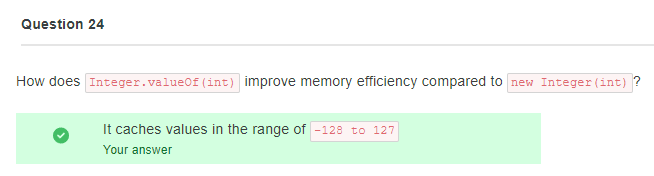 Question 24
How does Integer.valueOf(int) improve memory efficiency compared to new Integer(int)?
It caches values in the range of -128 to 127
Your answer